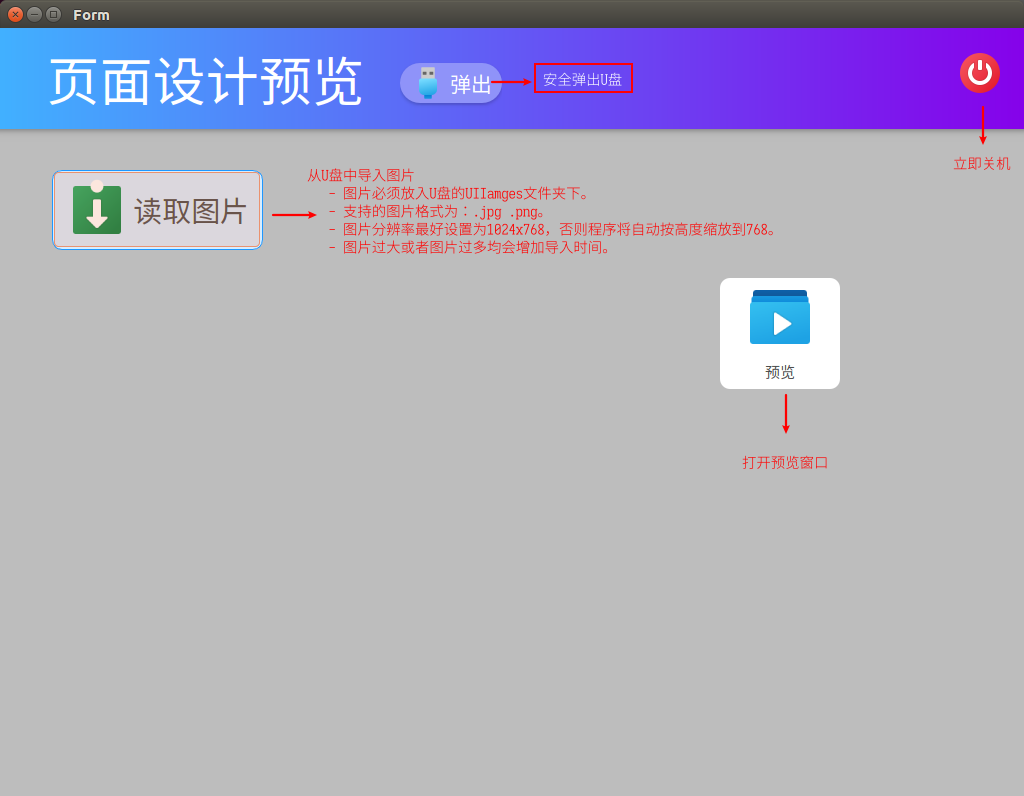 Form
页面设计预览
弹出
安全弹出U盘
立即关机
读取图片
从U盘中导入图片
- 图片必须放入U盘的UIIamges文件夹下。
- 支持的图片格式为：.jpg .png。
- 图片分辨率最好设置为1024x768，否则程序将自动按高度缩放到768。
- 图片过大或者图片过多均会增加导入时间。
预览
打开预览窗口